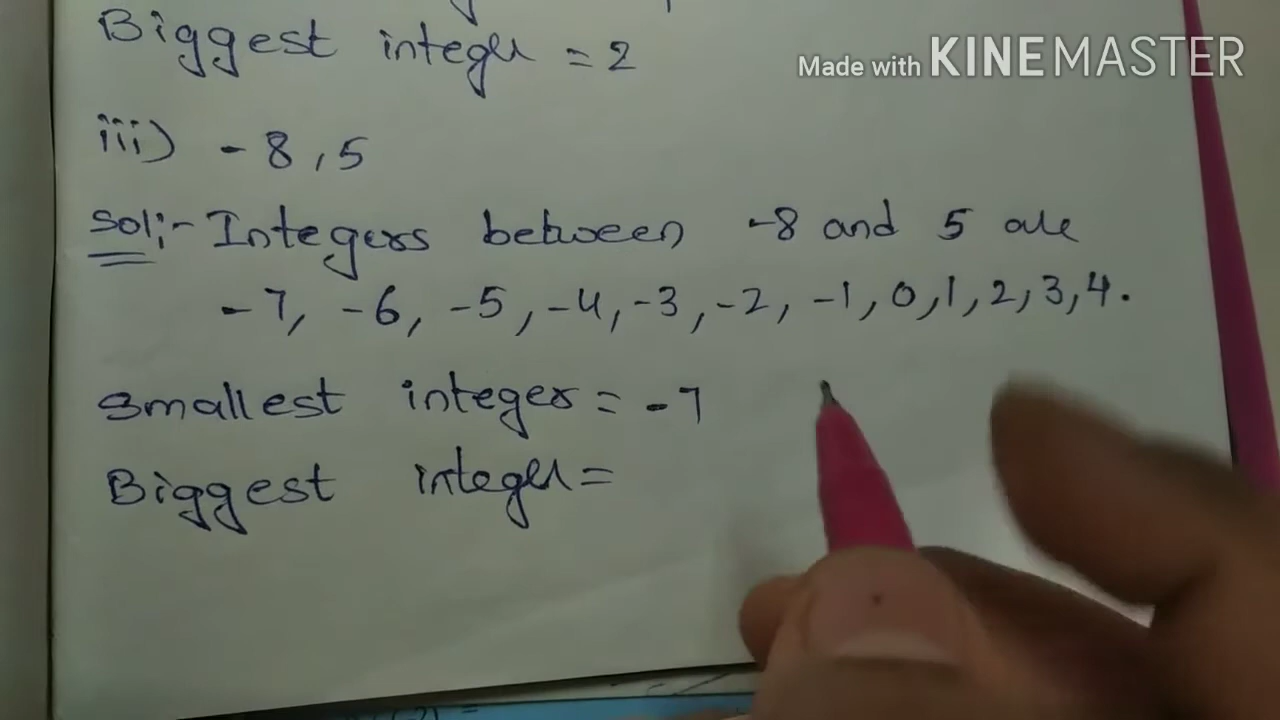 Biggest integer = 2
Made with KINEMASTER
iii) -8, 5
Sol:- Integers between -8 and 5 are
-7, -6, -5, -4, -3, -2, -1, 0, 1, 2, 3, 4.
Smallest integer = -7
Biggest integer =